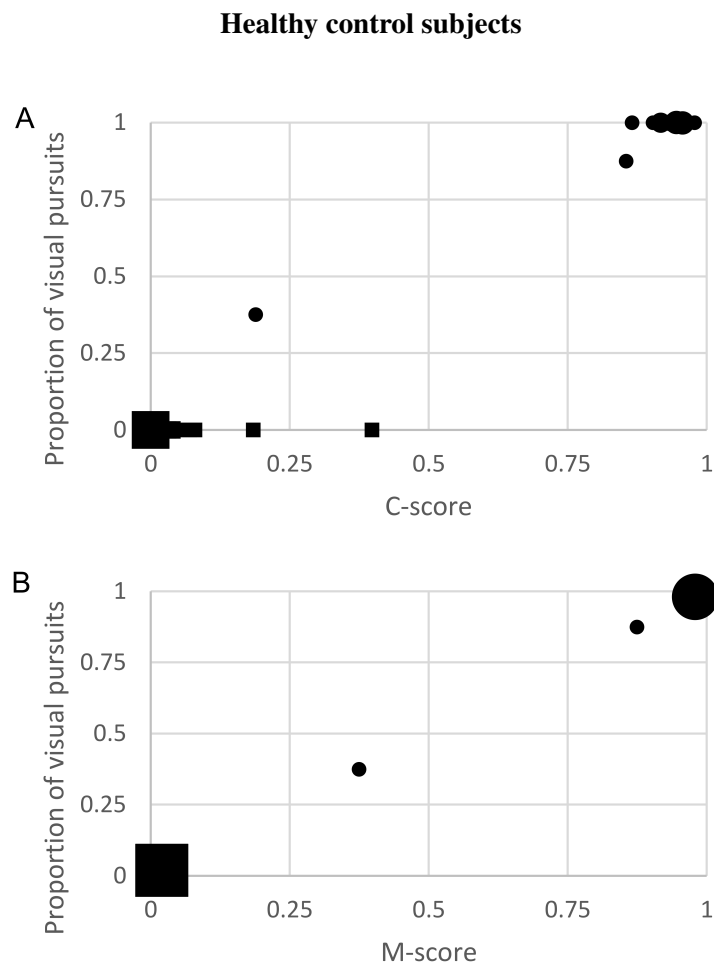 Healthy control subjects
A
Proportion of visual pursuits
1
0.75
0.5
0.25
0
0 0.25 0.5 0.75 1
C-score
B
Proportion of visual pursuits
1
0.75
0.5
0.25
0
0 0.25 0.5 0.75 1
M-score